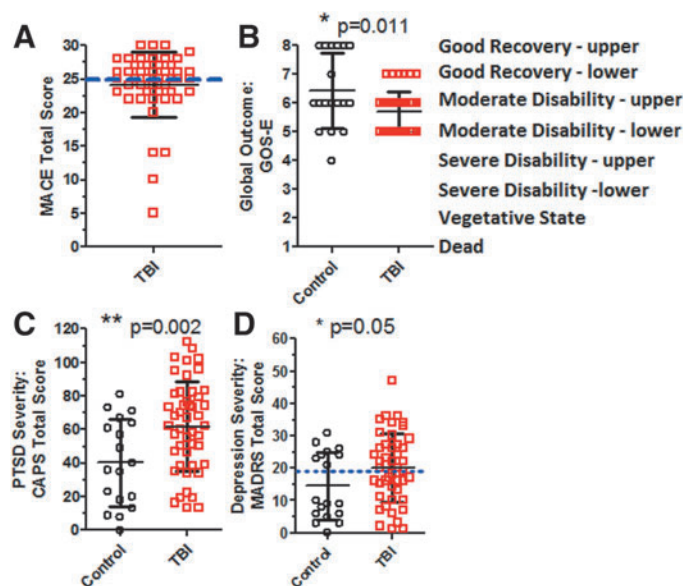 A
MACE Total Score
30
25
20
15
10
5
0
TBI
B
* p=0.011
Global Outcome:
GOS-E
8
7
6
5
4
3
2
1
Control
TBI
Good Recovery - upper
Good Recovery - lower
Moderate Disability - upper
Moderate Disability - lower
Severe Disability - upper
Severe Disability -lower
Vegetative State
Dead
C
** p=0.002
PTSD Severity:
CAPS Total Score
120
100
80
60
40
20
0
Control
TBI
D
* p=0.05
Depression Severity:
MADRS Total Score
60
50
40
30
20
10
0
Control
TBI